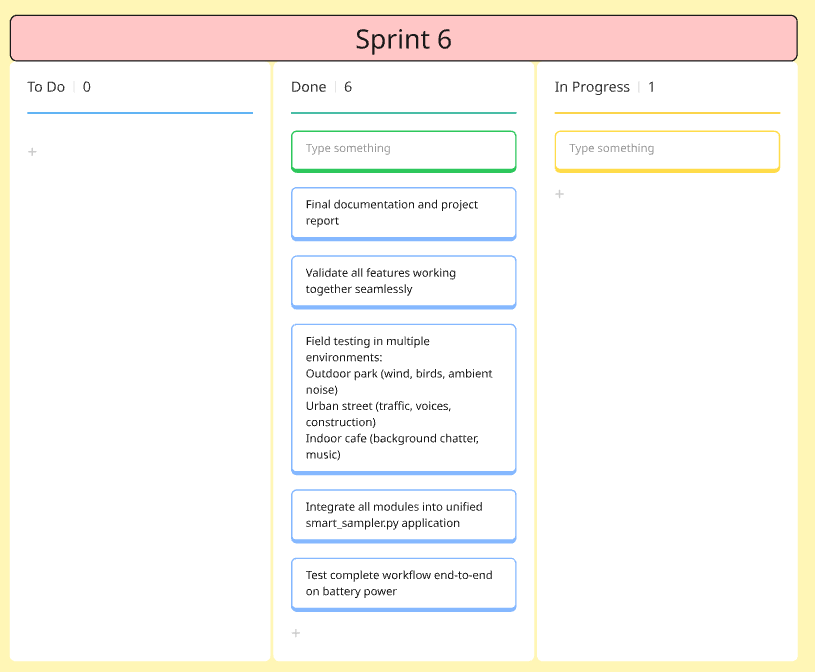 Sprint 6
To Do | 0
+
Done | 6
Type something
Final documentation and project
report
Validate all features working
together seamlessly
Field testing in multiple
environments:
Outdoor park (wind, birds, ambient
noise)
Urban street (traffic, voices,
construction)
Indoor cafe (background chatter,
music)
Integrate all modules into unified
smart_sampler.py application
Test complete workflow end-to-end
on battery power
+
In Progress | 1
Type something
+